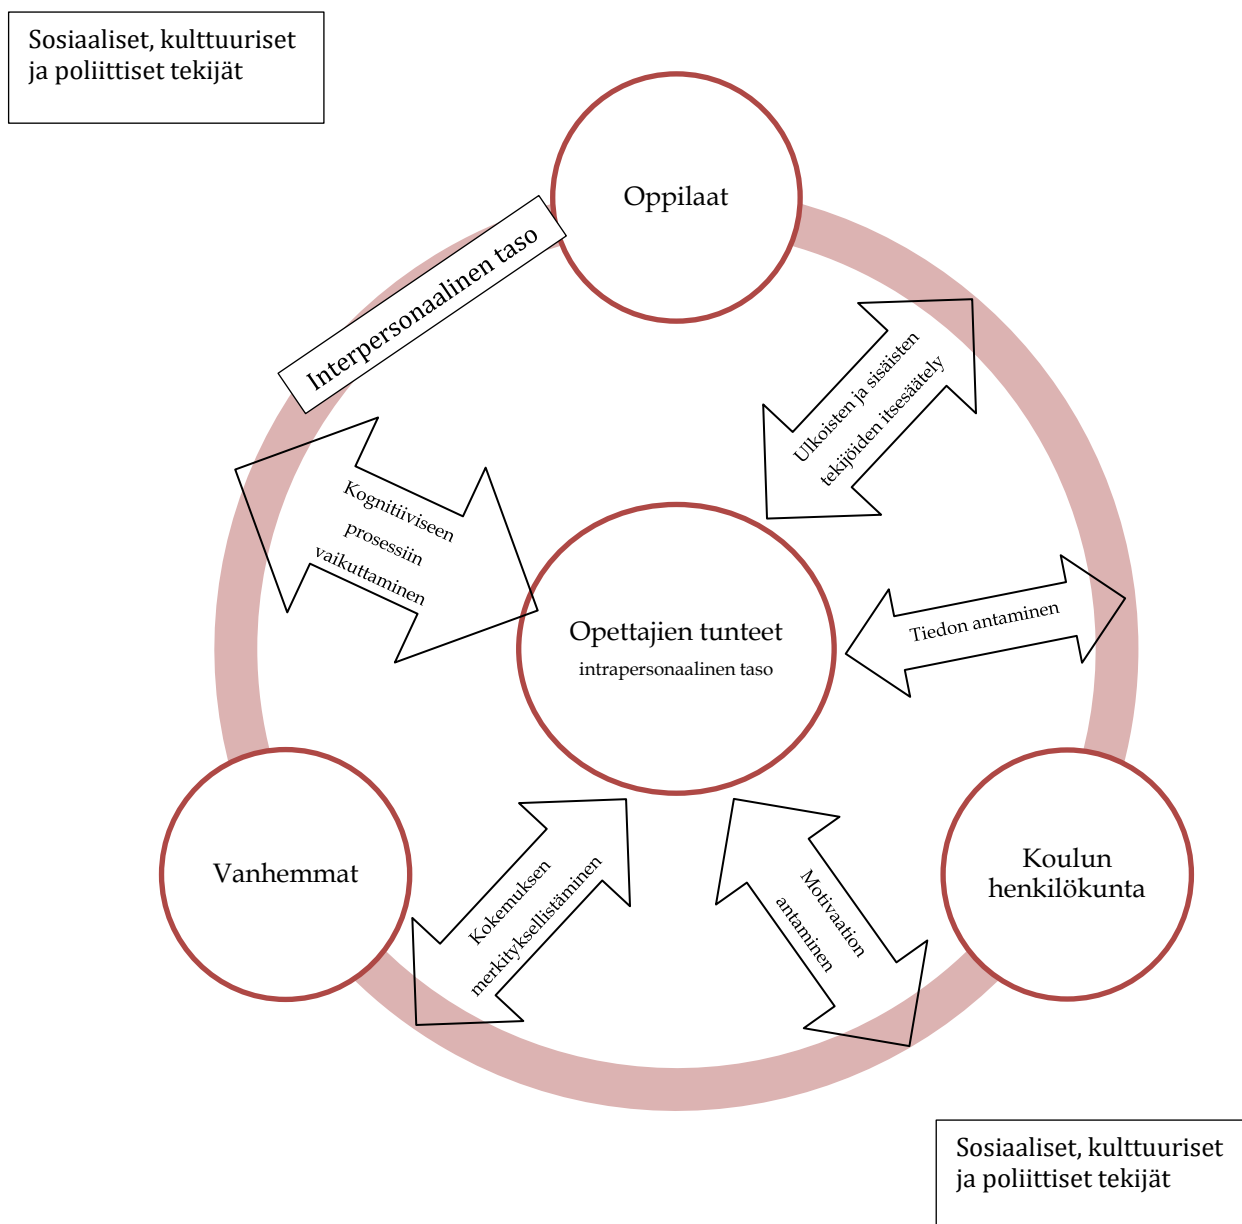 Sosiaaliset, kulttuuriset
ja poliittiset tekijät
Oppilaat
Interpersonaalinen taso
Ulkoisten ja sisäisten
tekijöiden itsesäätely
Kognitiiviseen
prosessiin
vaikuttaminen
Opettajien tunteet
intrapersonaalinen taso
Tiedon antaminen
Vanhemmat
Kokemuksen
merkityksellistäminen
Motivaation
antaminen
Koulun
henkilökunta
Sosiaaliset, kulttuuriset
ja poliittiset tekijät